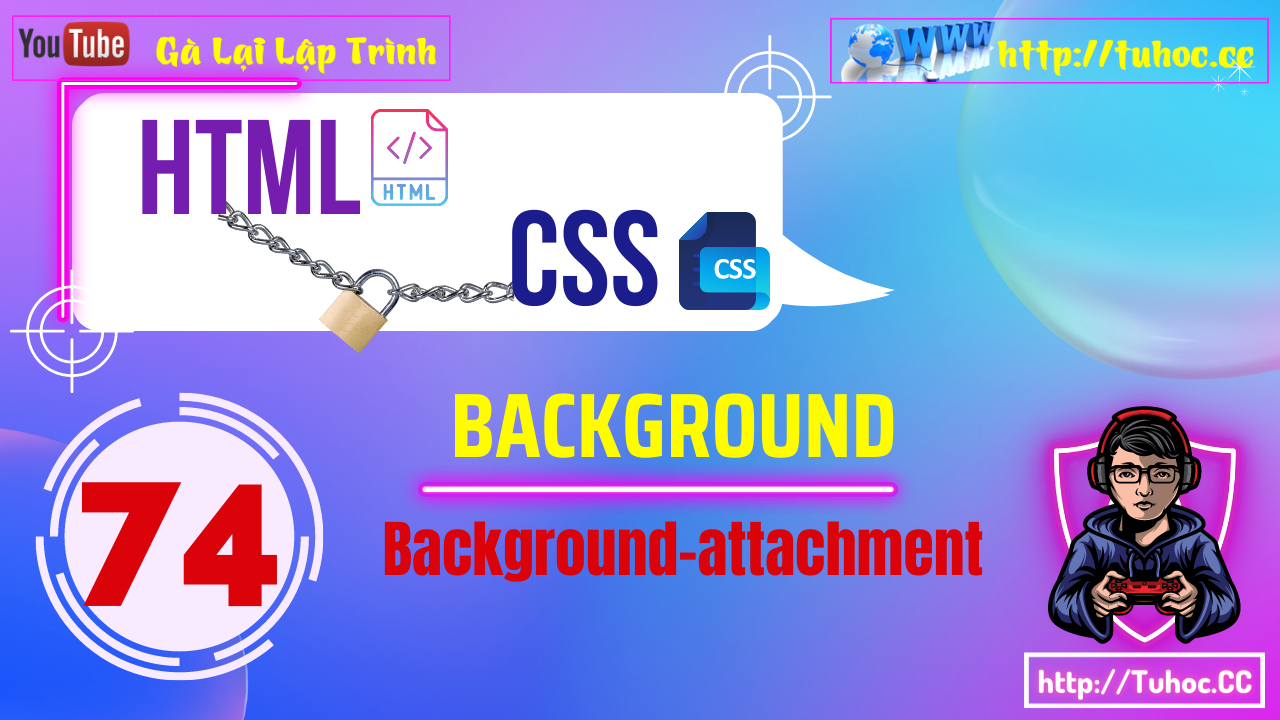 YouTube
Gà Lại Lập Trình
WWW
http://tuhoc.cc
HTML
</>
HTML
CSS
CSS
BACKGROUND
74
Background-attachment
http://Tuhoc.CC